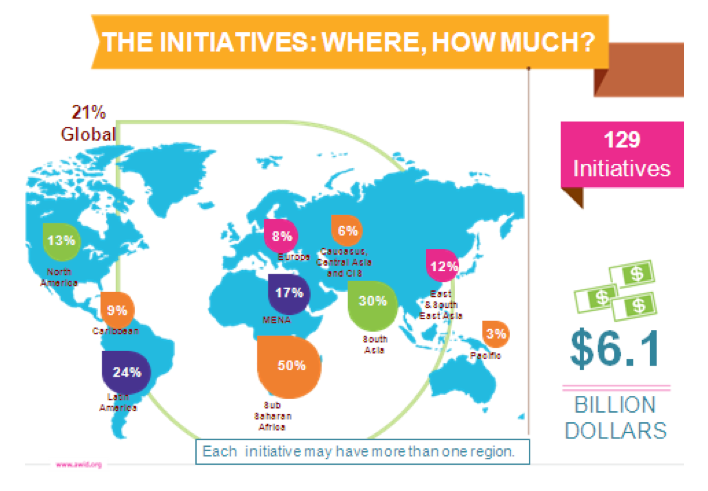 THE INITIATIVES: WHERE, HOW MUCH?
21%
Global
129
Initiatives
13%
North
America
8%
Europe
6%
Caucasus,
Central Asia
and CIS
12%
East
& South
East Asia
17%
MENA
30%
South
Asia
9%
Caribbean
3%
Pacific
24%
Latin
America
50%
Sub
Saharan
Africa
$ $ $
$6.1
BILLION
DOLLARS
Each initiative may have more than one region.
www.awid.org